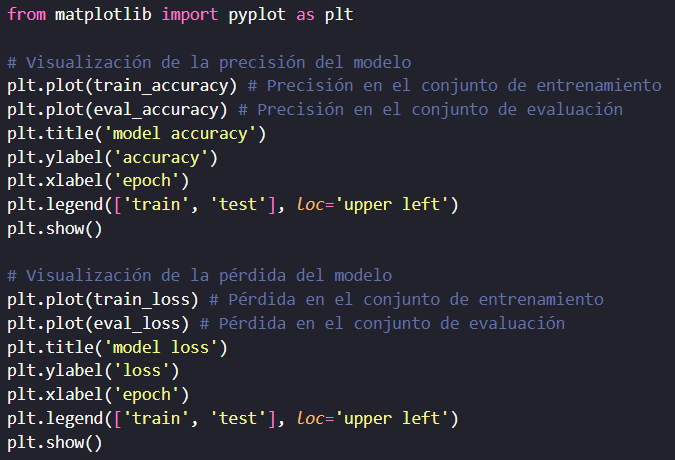 from matplotlib import pyplot as plt
# Visualización de la precisión del modelo
plt.plot(train_accuracy) # Precisión en el conjunto de entrenamiento
plt.plot(eval_accuracy) # Precisión en el conjunto de evaluación
plt.title('model accuracy')
plt.ylabel('accuracy')
plt.xlabel('epoch')
plt.legend(['train', 'test'], loc='upper left')
plt.show()
# Visualización de la pérdida del modelo
plt.plot(train_loss) # Pérdida en el conjunto de entrenamiento
plt.plot(eval_loss) # Pérdida en el conjunto de evaluación
plt.title('model loss')
plt.ylabel('loss')
plt.xlabel('epoch')
plt.legend(['train', 'test'], loc='upper left')
plt.show()